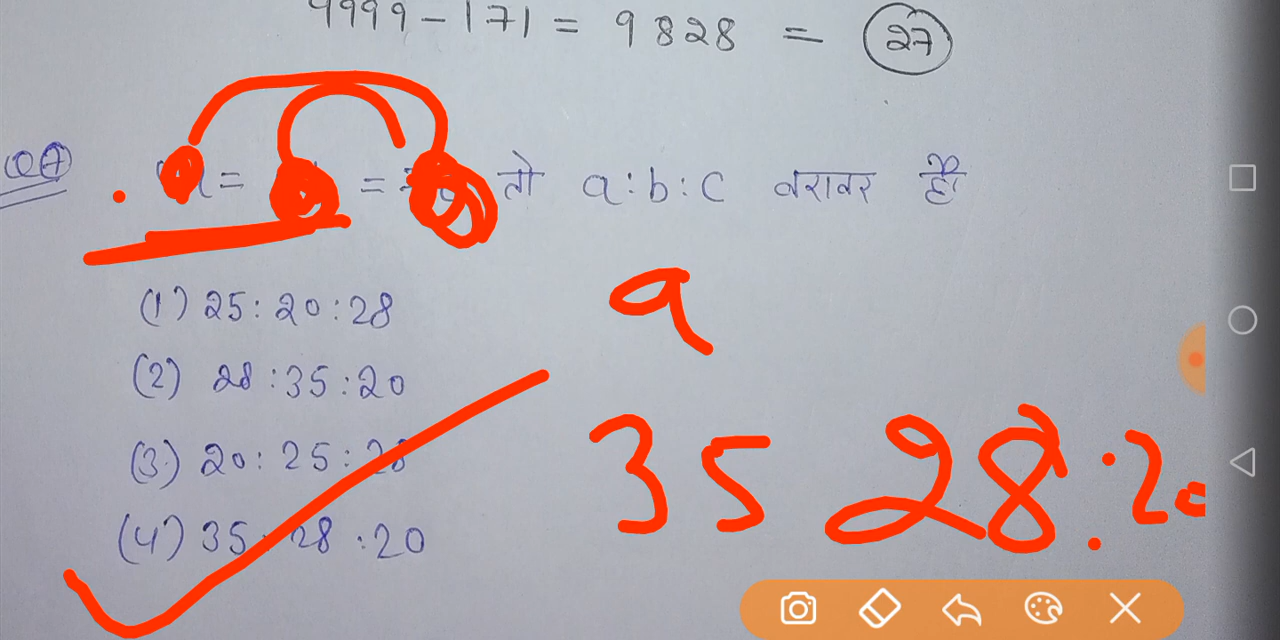 9999 - 171 = 9828 = 27
Q7 = = तो a:b:c बराबर है
(1) 25:20:28
(2) 28:35:20
(3) 20:25:28
(4) 35:28:20
a
35 28:20